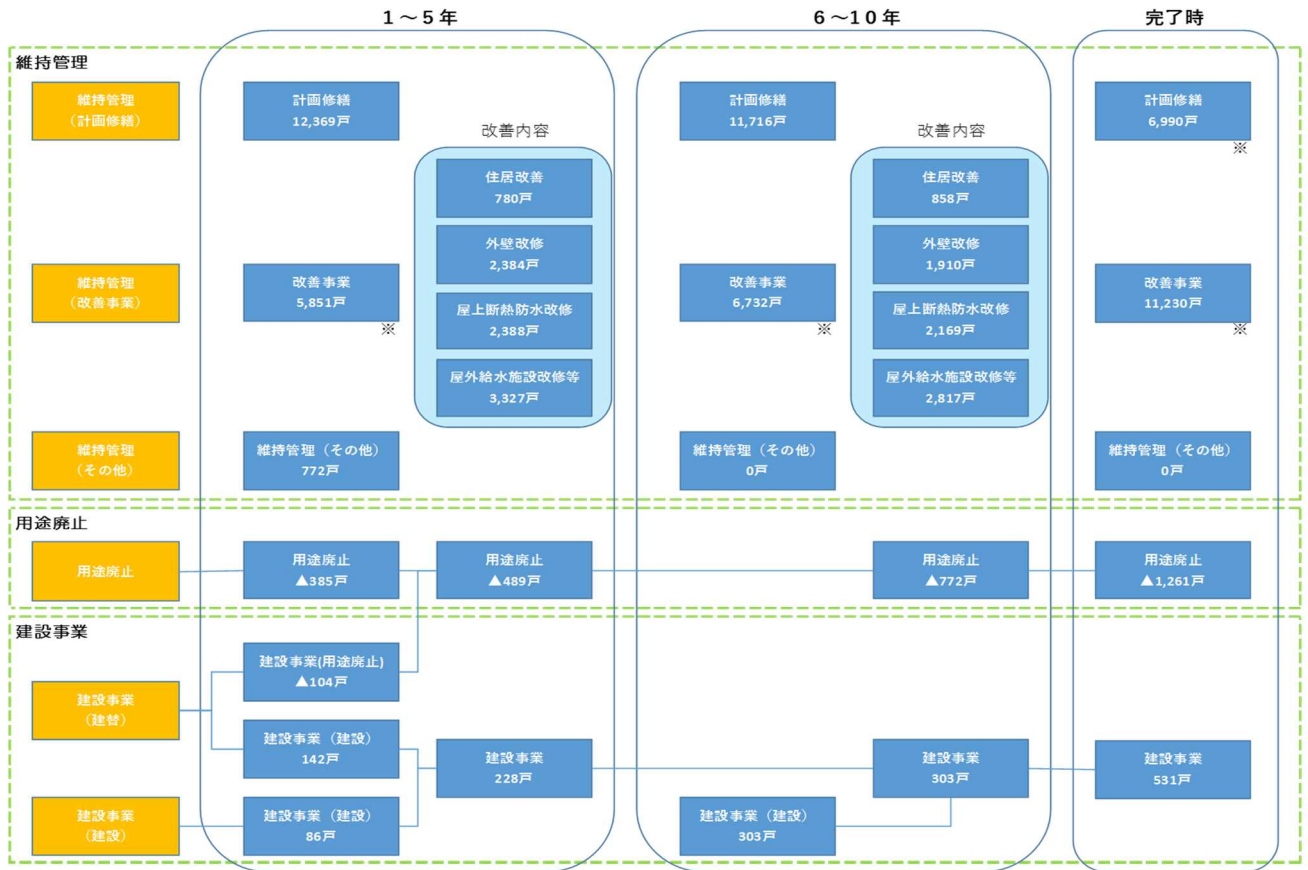 1～5年
6～10年
完了時
維持管理
維持管理
（計画修繕）
計画修繕
12,369戸
計画修繕
11,716戸
計画修繕
6,990戸
※
改善内容
改善内容
住居改善
780戸
住居改善
858戸
外壁改修
2,384戸
外壁改修
1,910戸
維持管理
（改善事業）
改善事業
5,851戸
※
改善事業
6,732戸
※
改善事業
11,230戸
※
屋上断熱防水改修
2,388戸
屋上断熱防水改修
2,169戸
屋外給水施設改修等
3,327戸
屋外給水施設改修等
2,817戸
維持管理
（その他）
維持管理（その他）
772戸
維持管理（その他）
0戸
維持管理（その他）
0戸
用途廃止
用途廃止
用途廃止
▲385戸
用途廃止
▲489戸
用途廃止
▲772戸
用途廃止
▲1,261戸
建設事業
建設事業
（建替）
建設事業(用途廃止)
▲104戸
建設事業（建設）
142戸
建設事業
228戸
建設事業
303戸
建設事業
531戸
建設事業
（建設）
建設事業（建設）
86戸
建設事業（建設）
303戸